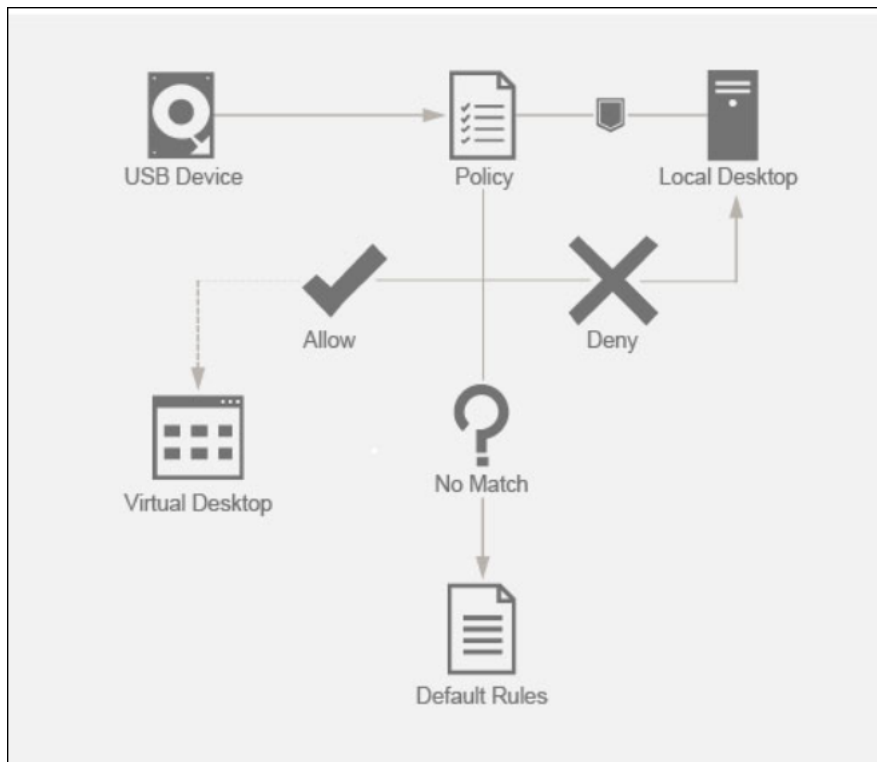 USB Device
Policy
Local Desktop
Allow
Deny
Virtual Desktop
No Match
Default Rules